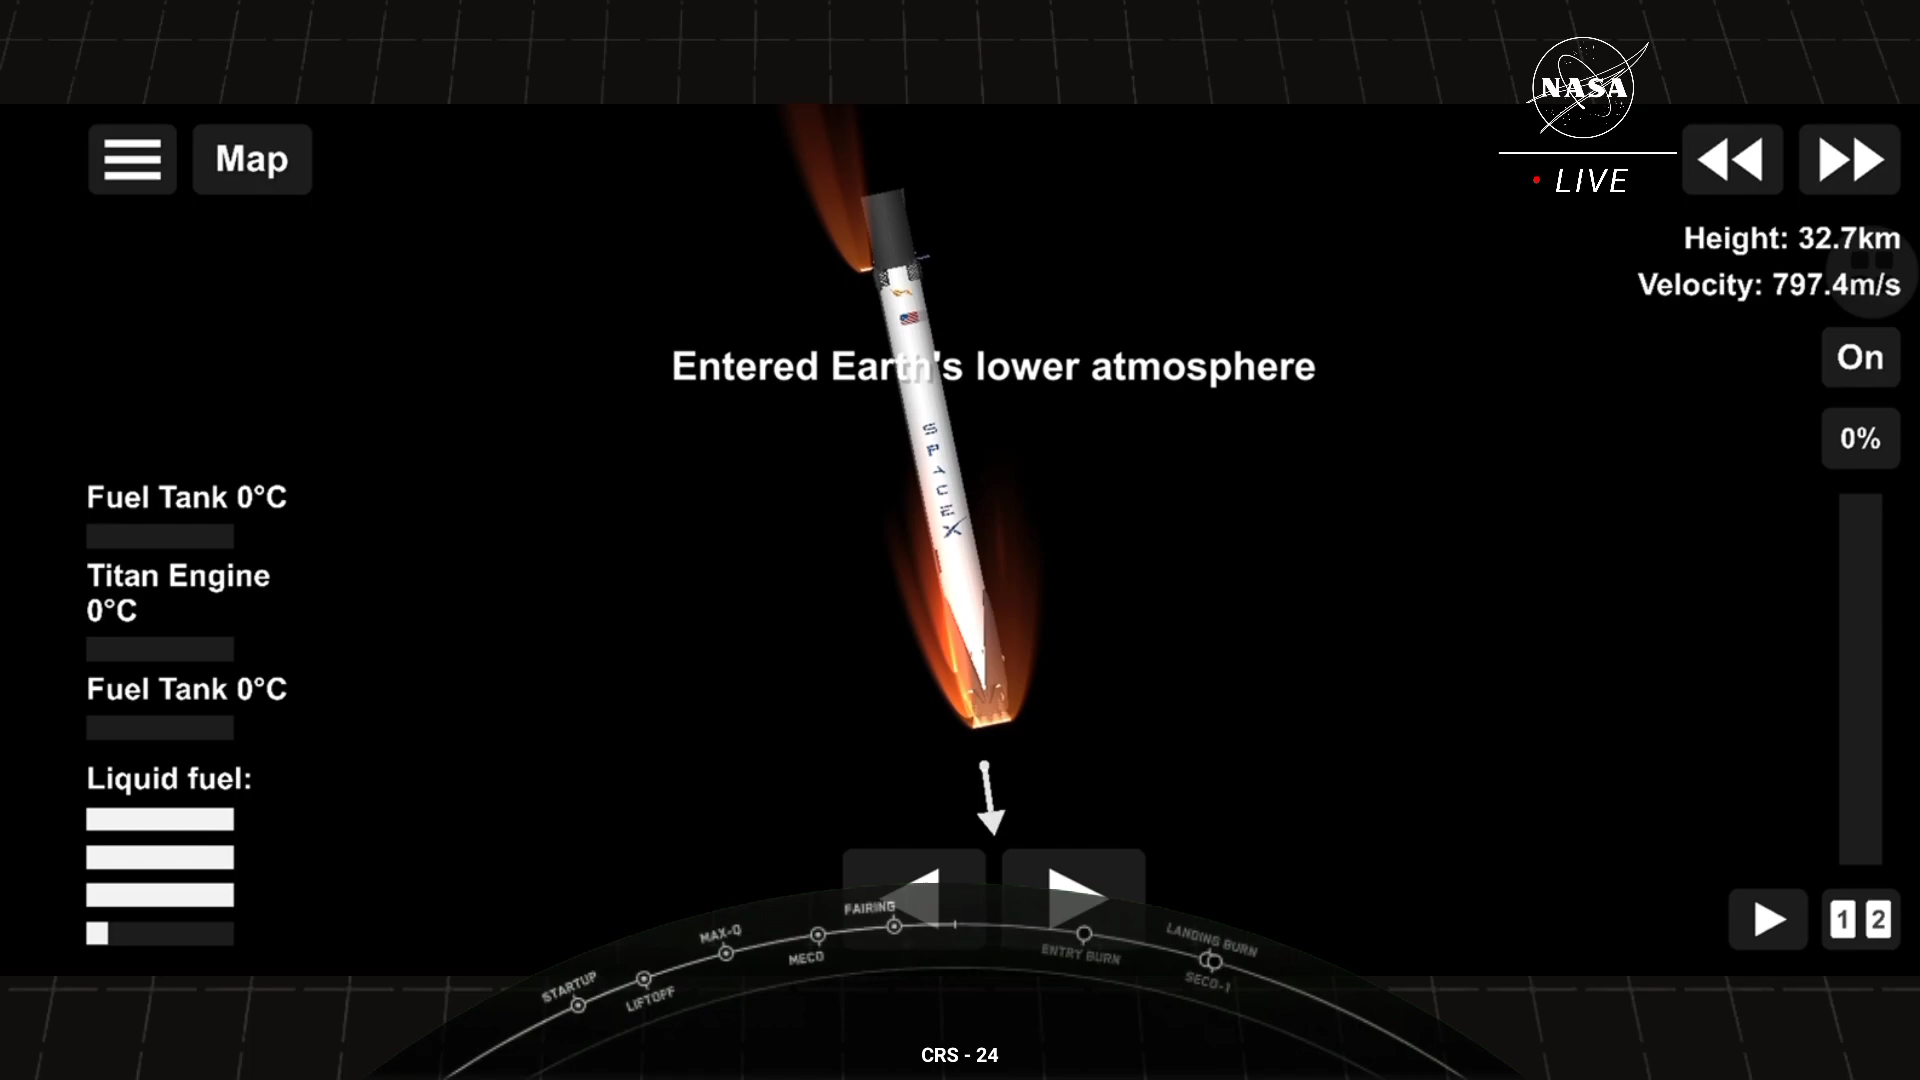 NASA
LIVE
Map
Height: 32.7km
Velocity: 797.4m/s
Entered Earth's lower atmosphere
On
0%
SPACEX
Fuel Tank 0°C
Titan Engine
0°C
Fuel Tank 0°C
Liquid fuel:
1 2
STARTUP
LIFTOFF
MAX-Q
MECO
FAIRING
ENTRY BURN
LANDING BURN
SECO-1
CRS - 24